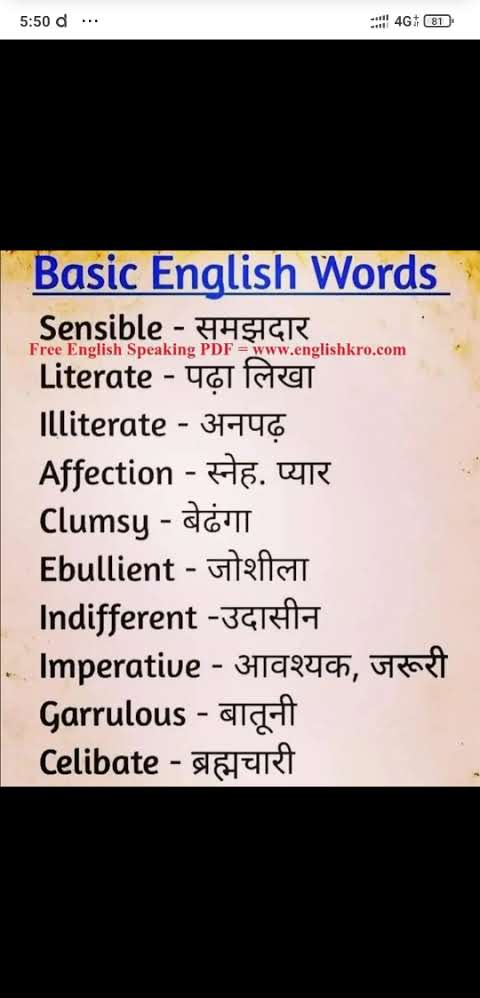 5:50 d ...
4G 81
Basic English Words
Sensible - समझदार
Free English Speaking PDF = www.englishkro.com
Literate - पढ़ा लिखा
Illiterate - अनपढ़
Affection - स्नेह. प्यार
Clumsy - बेढंगा
Ebullient - जोशीला
Indifferent -उदासीन
Imperative - आवश्यक, जरूरी
Garrulous - बातूनी
Celibate - ब्रह्मचारी